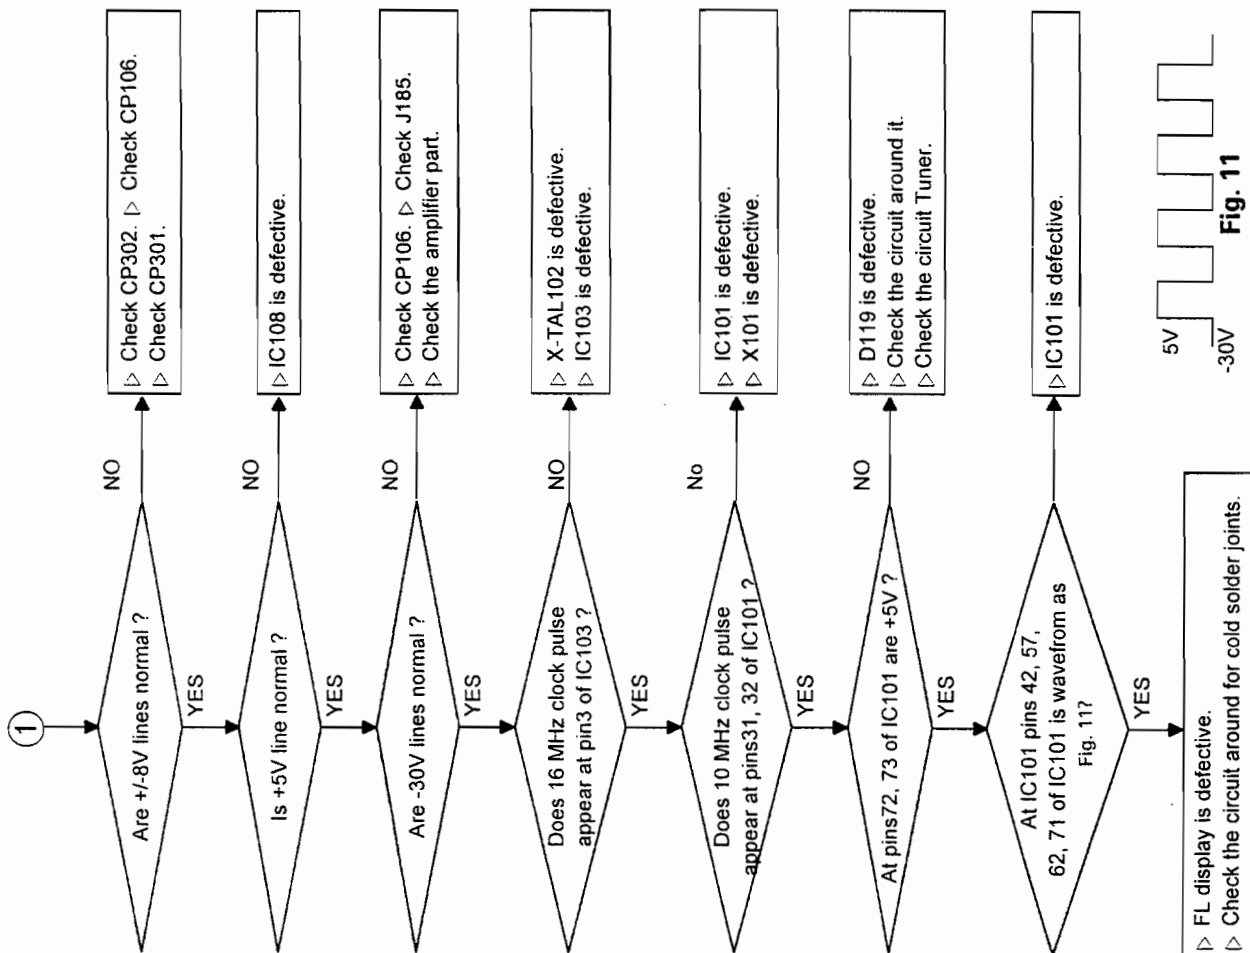 1
Are +/-8V lines normal ?
NO
▷ Check CP302. ▷ Check CP106.
▷ Check CP301.
YES
Is +5V line normal ?
NO
▷ IC108 is defective.
YES
Are -30V lines normal ?
NO
▷ Check CP106. ▷ Check J185.
▷ Check the amplifier part.
YES
Does 16 MHz clock pulse
appear at pin3 of IC103 ?
NO
▷ X-TAL102 is defective.
▷ IC103 is defective.
YES
Does 10 MHz clock pulse
appear at pins31, 32 of IC101 ?
No
▷ IC101 is defective.
▷ X101 is defective.
YES
At pins72, 73 of IC101 are +5V ?
NO
▷ D119 is defective.
▷ Check the circuit around it.
▷ Check the circuit Tuner.
YES
At IC101 pins 42, 57,
62, 71 of IC101 is wavefrom as
Fig. 11?
▷ IC101 is defective.
YES
▷ FL display is defective.
▷ Check the circuit around for cold solder joints.
5V
-30V
Fig. 11